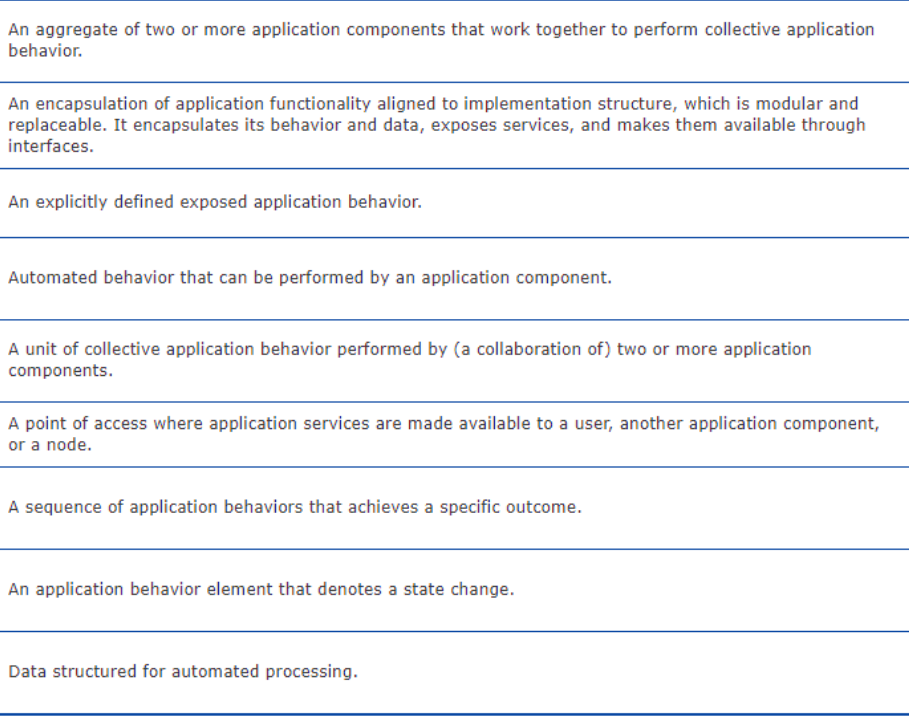 An aggregate of two or more application components that work together to perform collective application
behavior.
An encapsulation of application functionality aligned to implementation structure, which is modular and
replaceable. It encapsulates its behavior and data, exposes services, and makes them available through
interfaces.
An explicitly defined exposed application behavior.
Automated behavior that can be performed by an application component.
A unit of collective application behavior performed by (a collaboration of) two or more application
components.
A point of access where application services are made available to a user, another application component,
or a node.
A sequence of application behaviors that achieves a specific outcome.
An application behavior element that denotes a state change.
Data structured for automated processing.